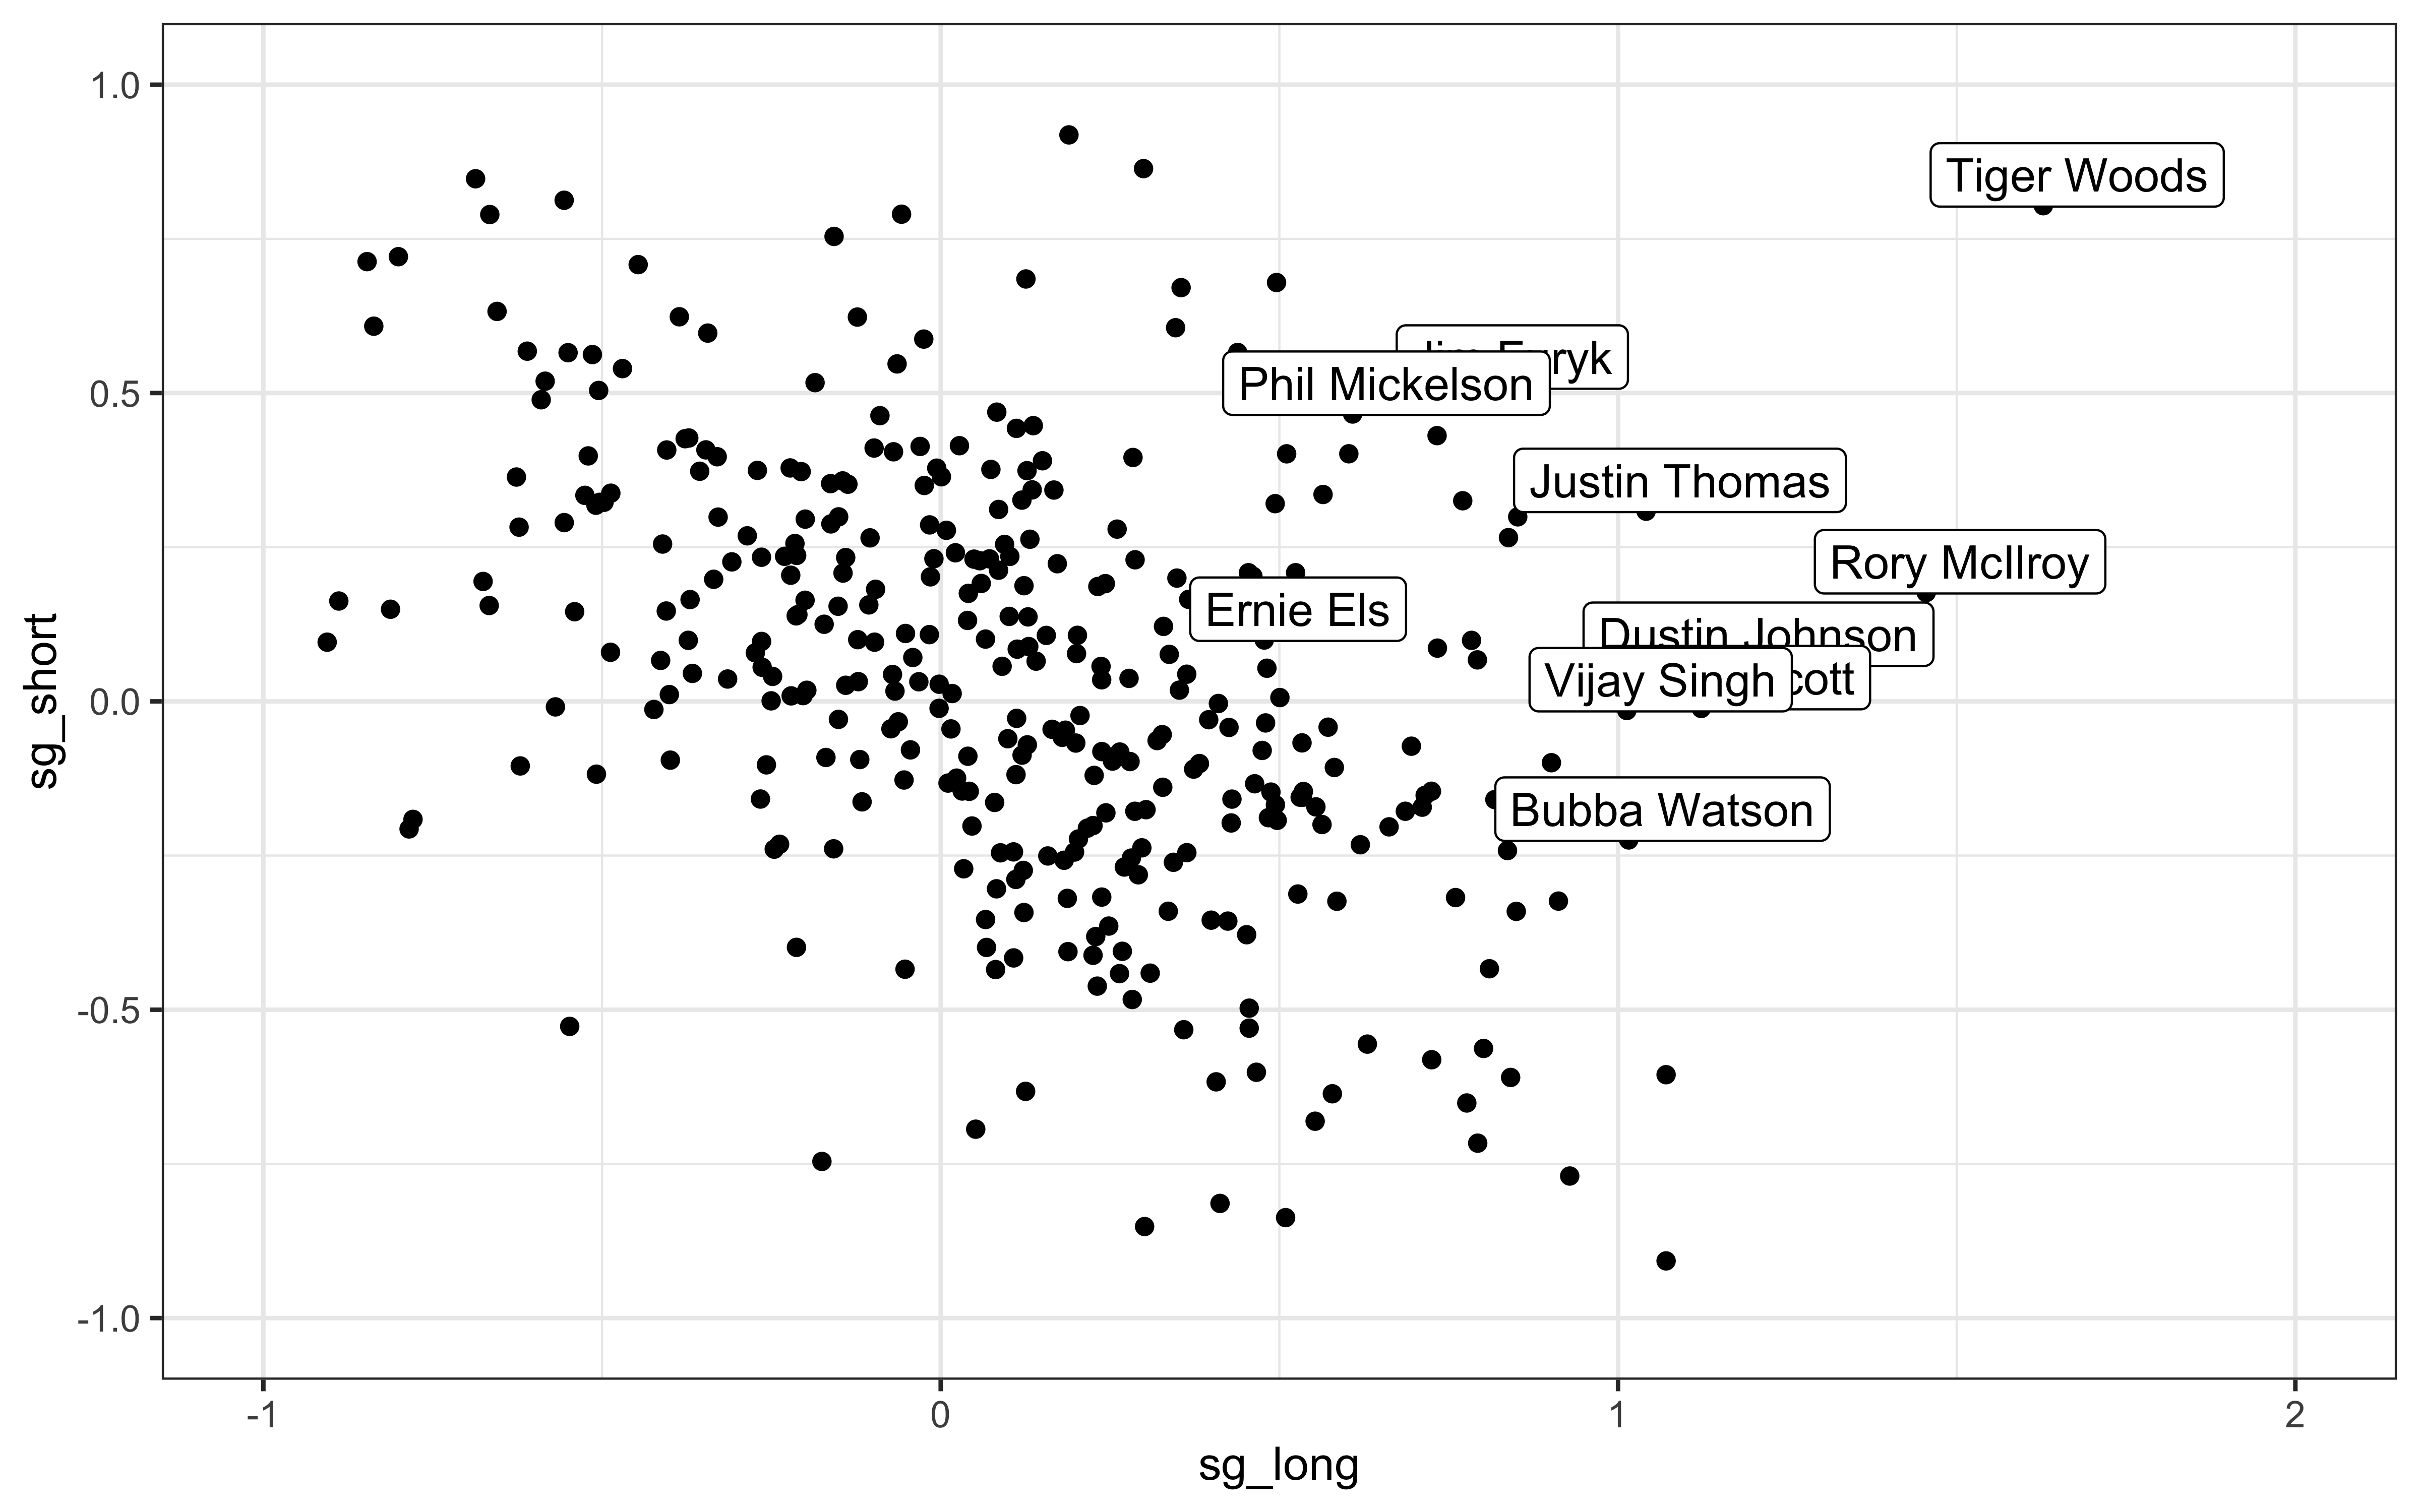 1.0
0.5
0.0
-0.5
-1.0
sg_short
Tiger Woods
Phil Mickelson
Justin Thomas
Rory McIlroy
Ernie Els
Dustin Johnson
Vijay Singh
Bubba Watson
-1
0
1
2
sg_long